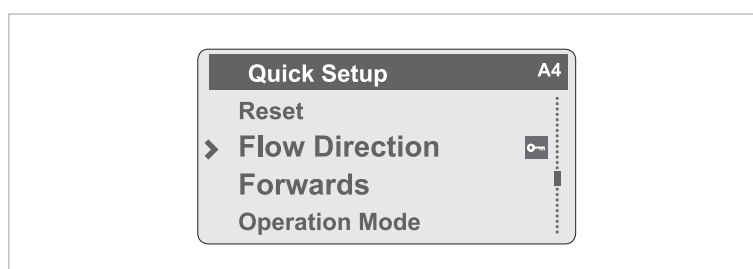 Quick Setup A4
Reset
Flow Direction
Forwards
Operation Mode